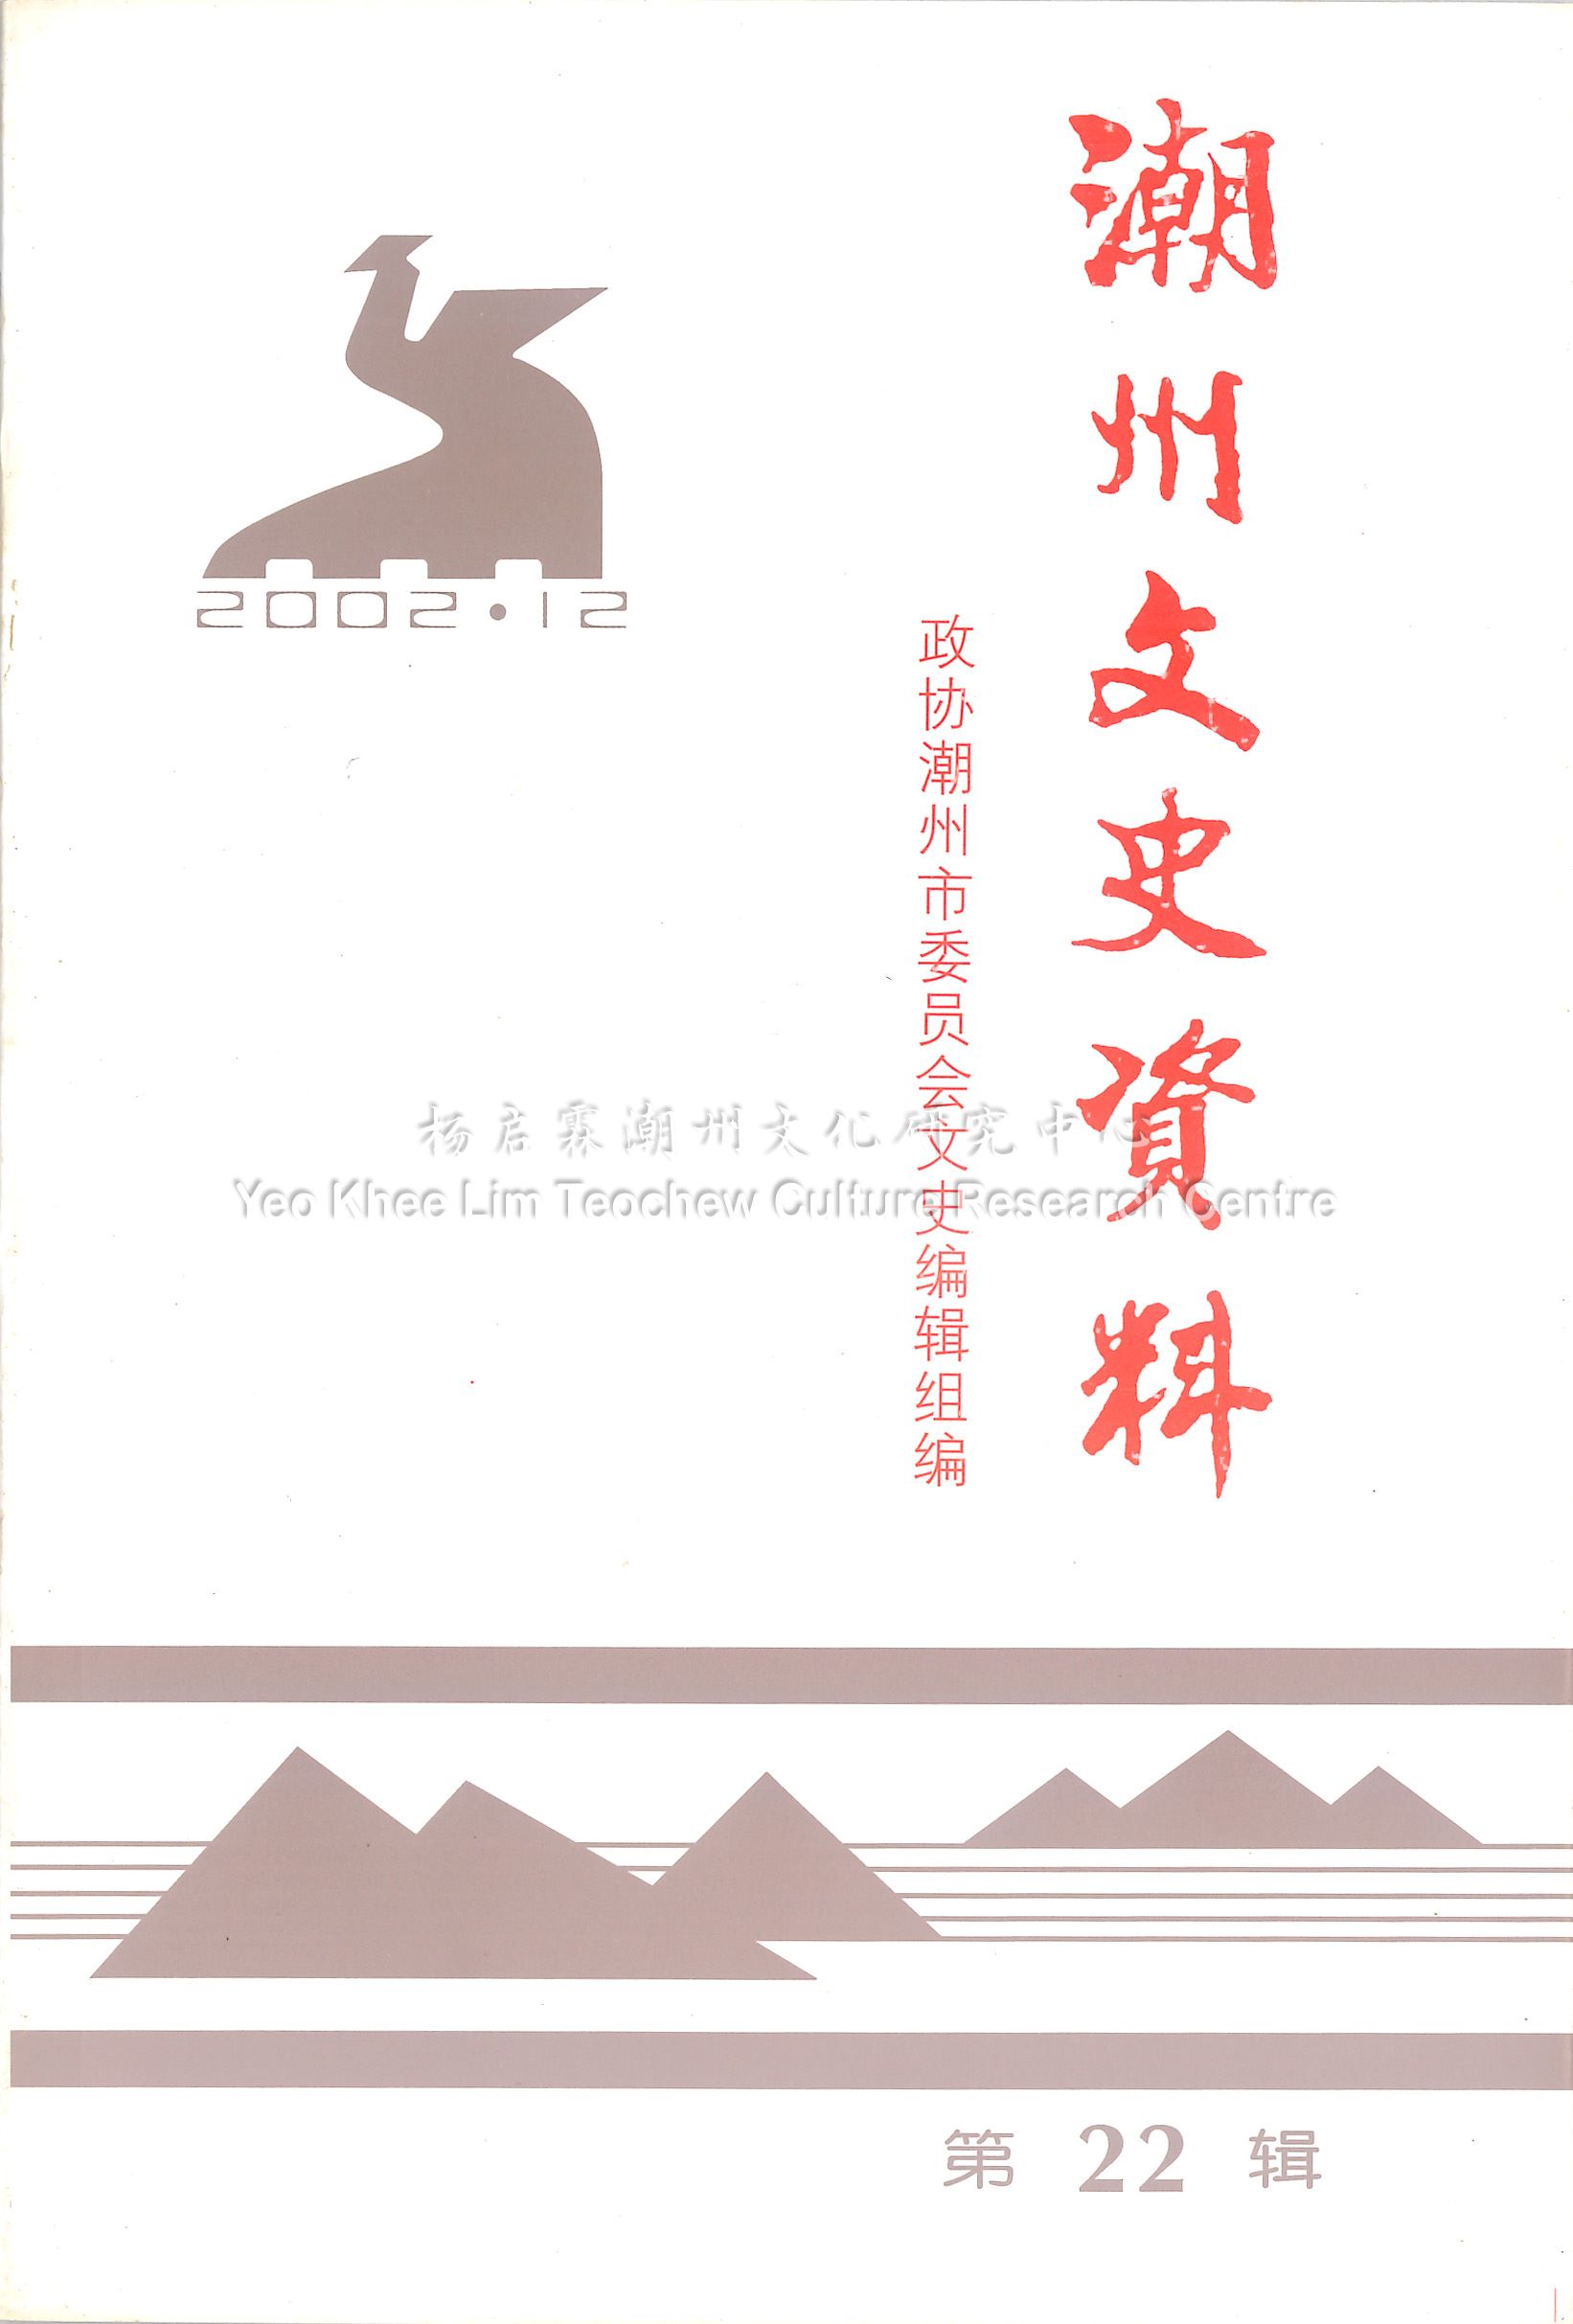 潮州文史資料
政协潮州市委员会文史编辑组编
2002·12
杨启霖潮州文化研究中心
Yeo Khee Lim Teochew Culture Research Centre
第 22 辑